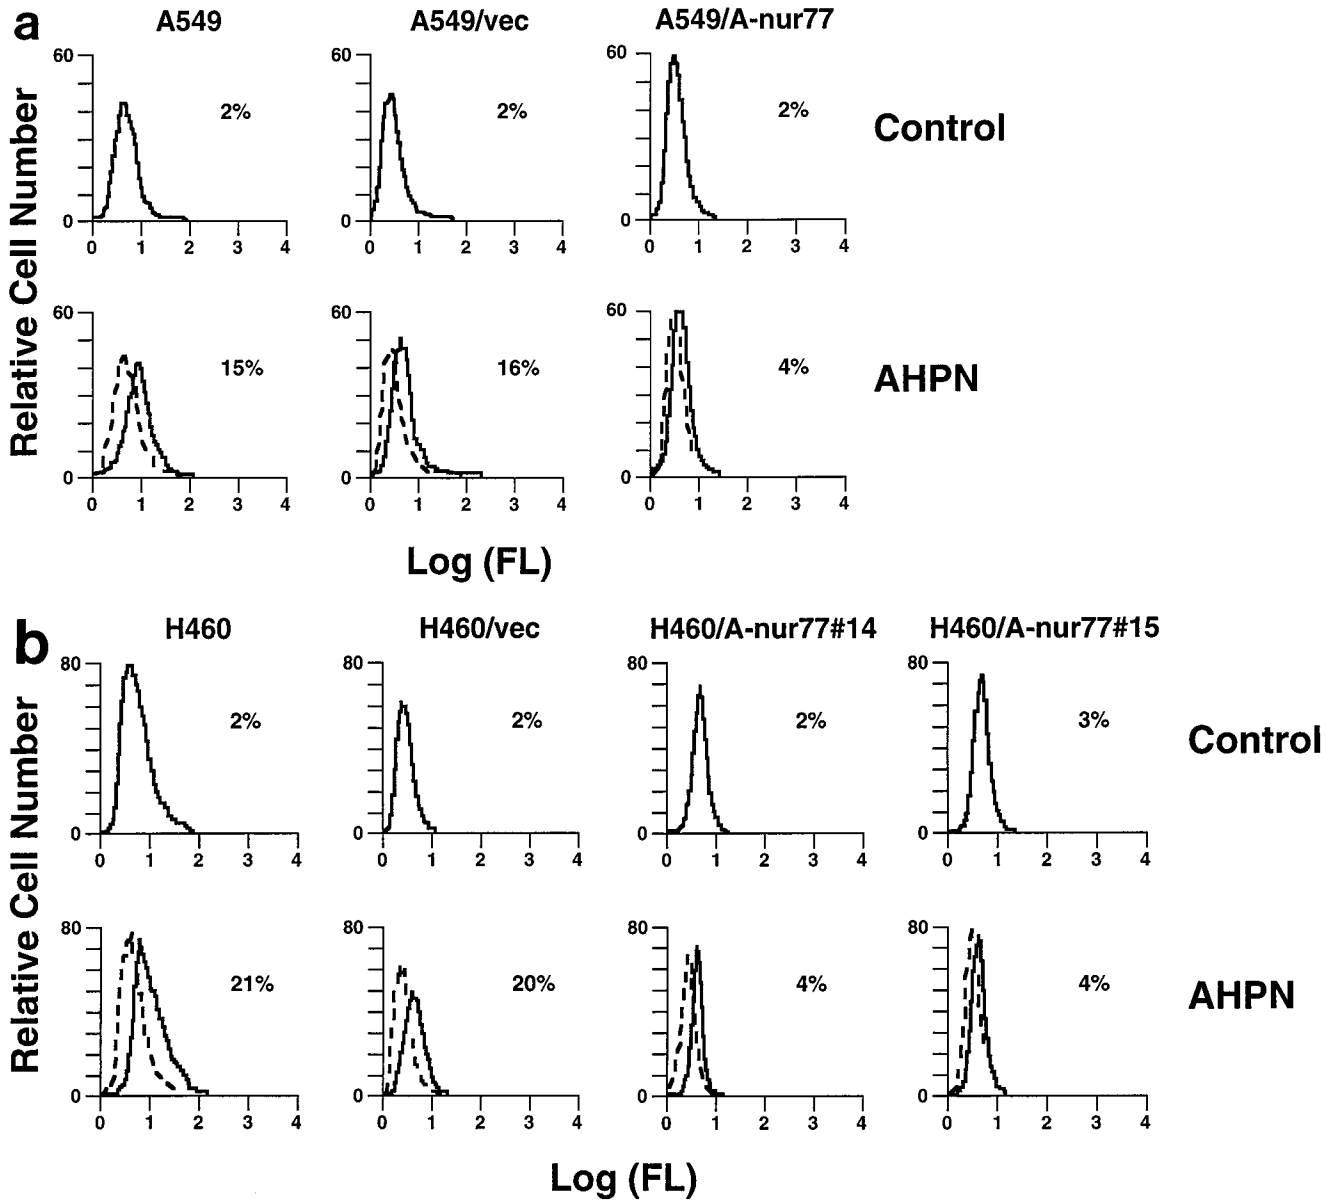 a
A549 A549/vec A549/A-nur77
Relative Cell Number
60 60 60
2% 2% 2% Control
0 0 0
0 1 2 3 4 0 1 2 3 4 0 1 2 3 4
60 60 60
15% 16% 4% AHPN
0 0 0
0 1 2 3 4 0 1 2 3 4 0 1 2 3 4
Log (FL)
b
H460 H460/vec H460/A-nur77#14 H460/A-nur77#15
Relative Cell Number
80 80 80 80
2% 2% 2% 3% Control
0 0 0 0
0 1 2 3 4 0 1 2 3 4 0 1 2 3 4 0 1 2 3 4
80 80 80 80
21% 20% 4% 4% AHPN
0 0 0 0
0 1 2 3 4 0 1 2 3 4 0 1 2 3 4 0 1 2 3 4
Log (FL)